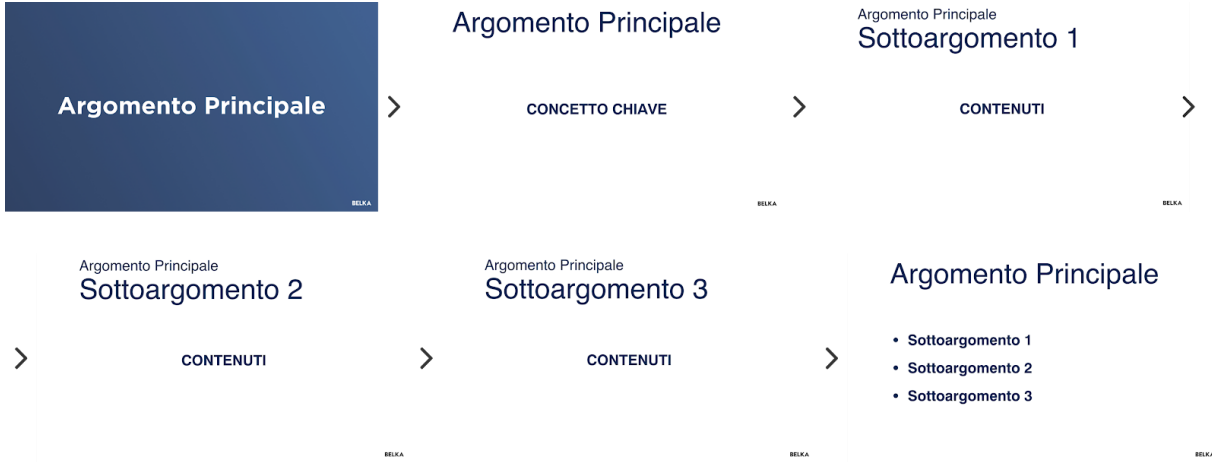 Argomento Principale
BELKA
Argomento Principale
CONCETTO CHIAVE
BELKA
Argomento Principale
Sottoargomento 1
CONTENUTI
BELKA
Argomento Principale
Sottoargomento 2
CONTENUTI
BELKA
Argomento Principale
Sottoargomento 3
CONTENUTI
BELKA
Argomento Principale
• Sottoargomento 1
• Sottoargomento 2
• Sottoargomento 3
BELKA